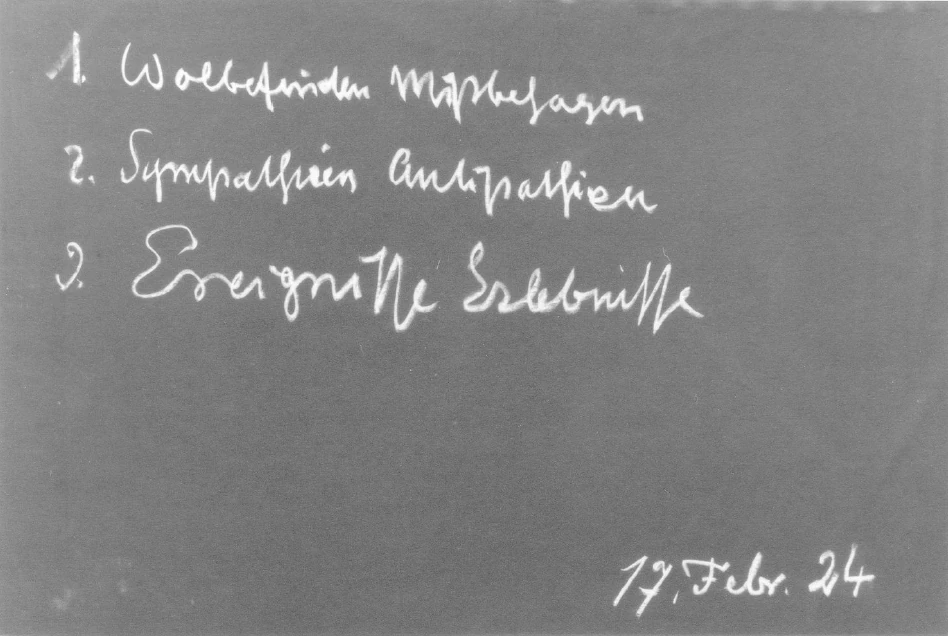 1. Wolbefinden Mißbehagen
2. Sympathien Antipathien
3. Ereignisse Erlebnisse
17. Febr. 24